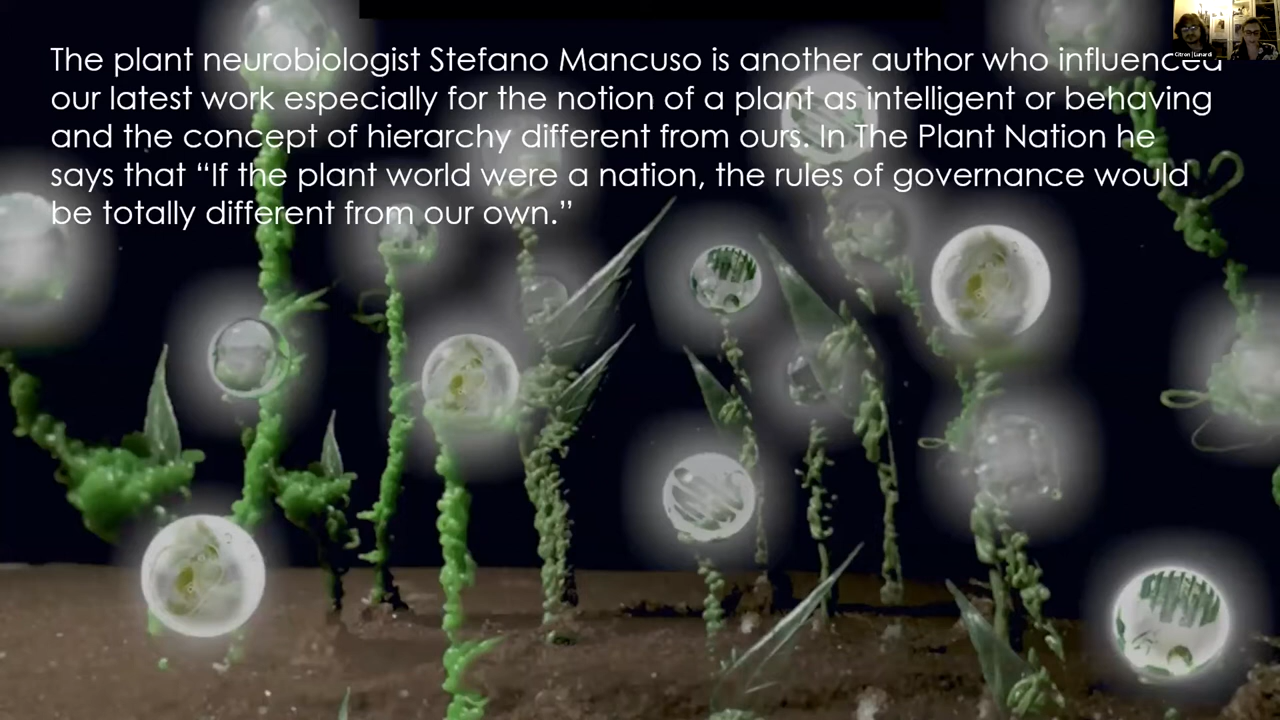 The plant neurobiologist Stefano Mancuso is another author who influenced
our latest work especially for the notion of a plant as intelligent or behaving
and the concept of hierarchy different from ours. In The Plant Nation he
says that “If the plant world were a nation, the rules of governance would
be totally different from our own.”
Citron | Lunardi